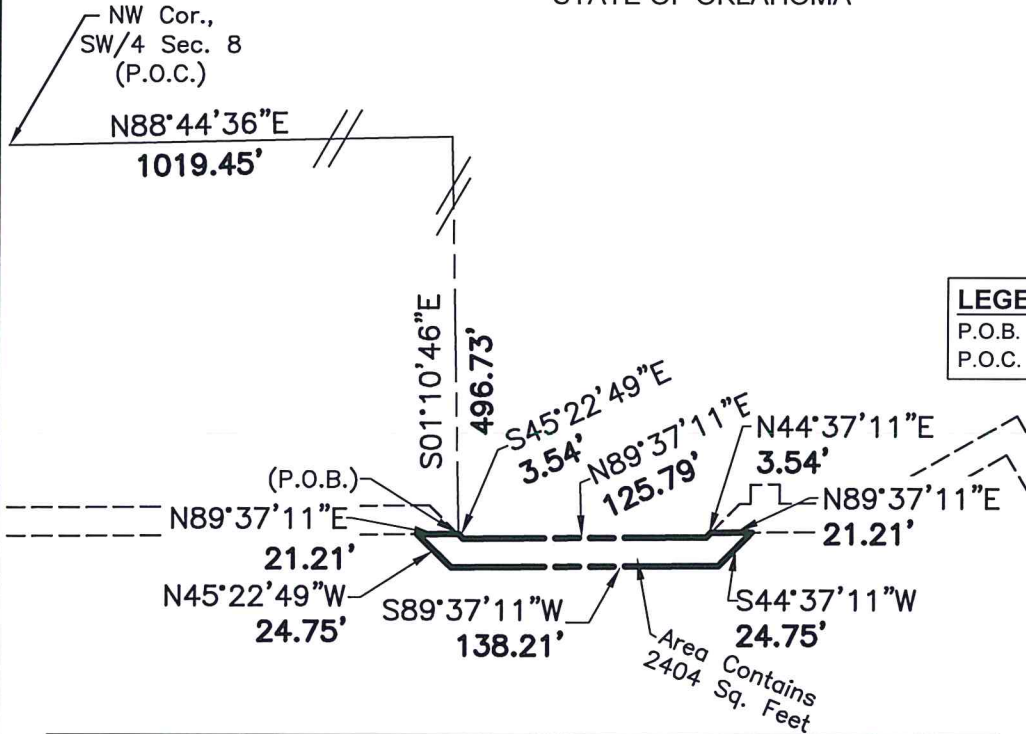 STATE OF OKLAHOMA
NW Cor.,
SW/4 Sec. 8
(P.O.C.)
N88°44'36"E
1019.45'
S01°10'46"E
496.73'
LEGE
P.O.B.
P.O.C.
S45°22'49"E
3.54'
N89°37'11"E
125.79'
N44°37'11"E
3.54'
(P.O.B.)
N89°37'11"E
21.21'
N89°37'11"E
21.21'
N45°22'49"W
24.75'
S89°37'11"W
138.21'
S44°37'11"W
24.75'
Area Contains
2404 Sq. Feet